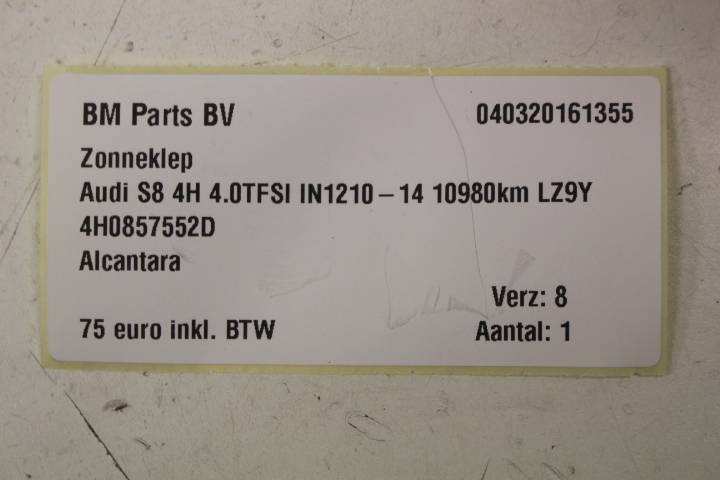 BM Parts BV 040320161355
Zonneklep
Audi S8 4H 4.0TFSI IN1210-14 10980km LZ9Y
4H0857552D
Alcantara
Verz: 8
75 euro inkl. BTW Aantal: 1